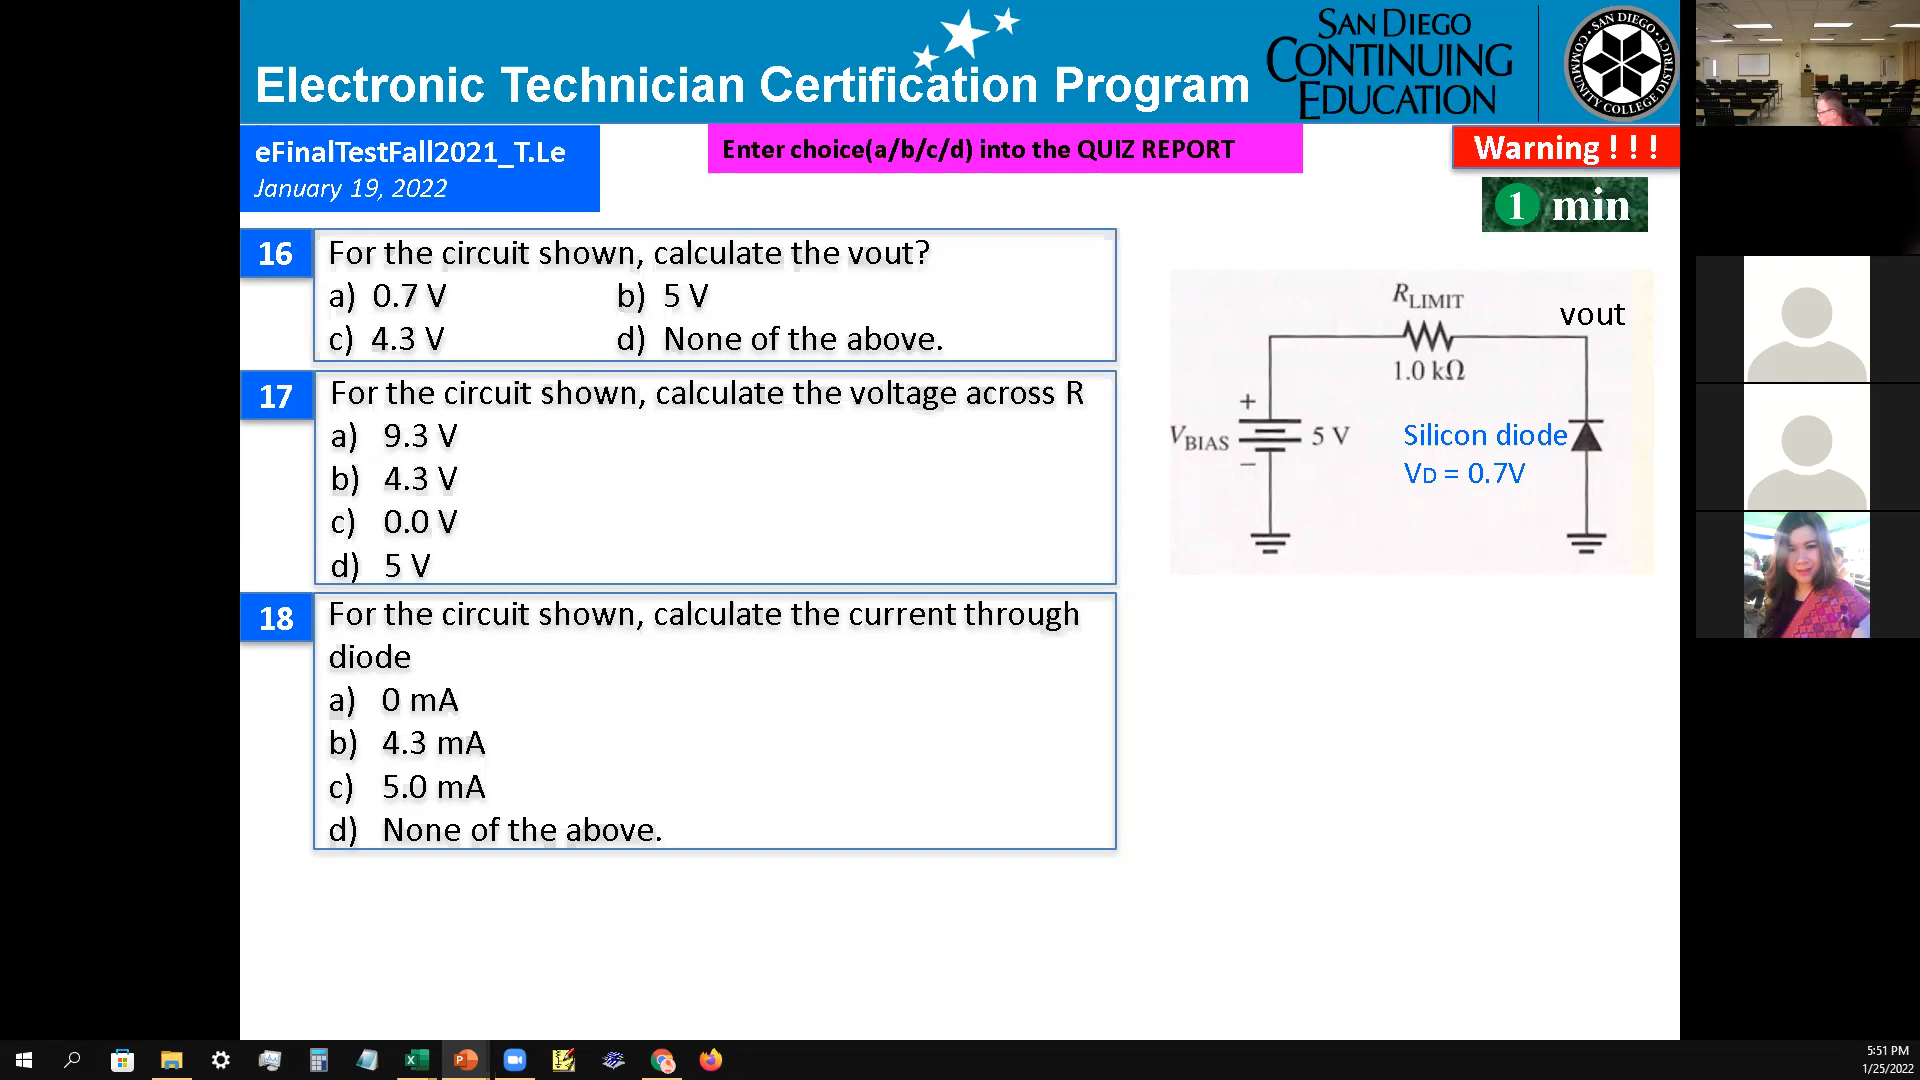 Electronic Technician Certification Program
SAN DIEGO
CONTINUING
EDUCATION
SAN DIEGO
COMMUNITY COLLEGE DISTRICT
eFinalTestFall2021_T.Le
January 19, 2022
Enter choice(a/b/c/d) into the QUIZ REPORT
Warning ! ! !
1 min
16 For the circuit shown, calculate the vout?
a) 0.7 V b) 5 V
c) 4.3 V d) None of the above.
17 For the circuit shown, calculate the voltage across R
a) 9.3 V
b) 4.3 V
c) 0.0 V
d) 5 V
18 For the circuit shown, calculate the current through
diode
a) 0 mA
b) 4.3 mA
c) 5.0 mA
d) None of the above.
RLIMIT
vout
1.0 kΩ
+
VBIAS 5 V
–
Silicon diode
VD = 0.7V
5:51 PM
1/25/2022